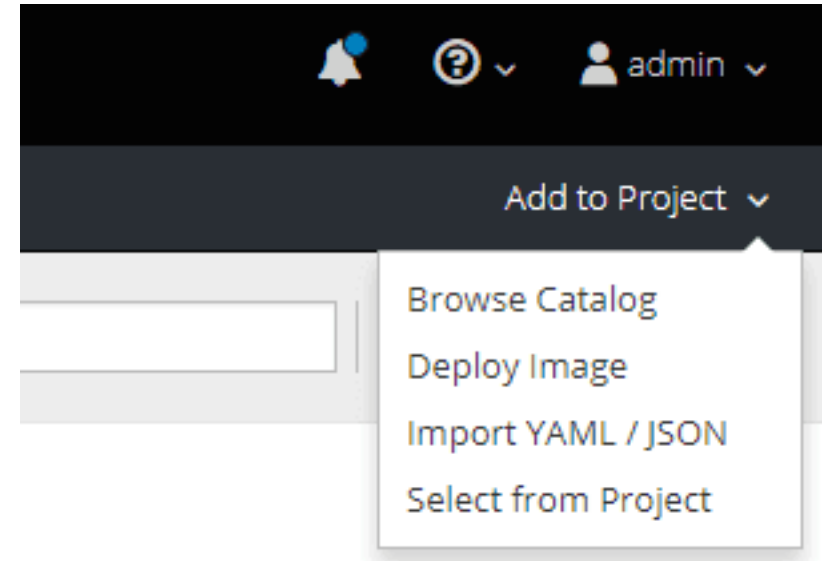 admin
Add to Project
Browse Catalog
Deploy Image
Import YAML / JSON
Select from Project